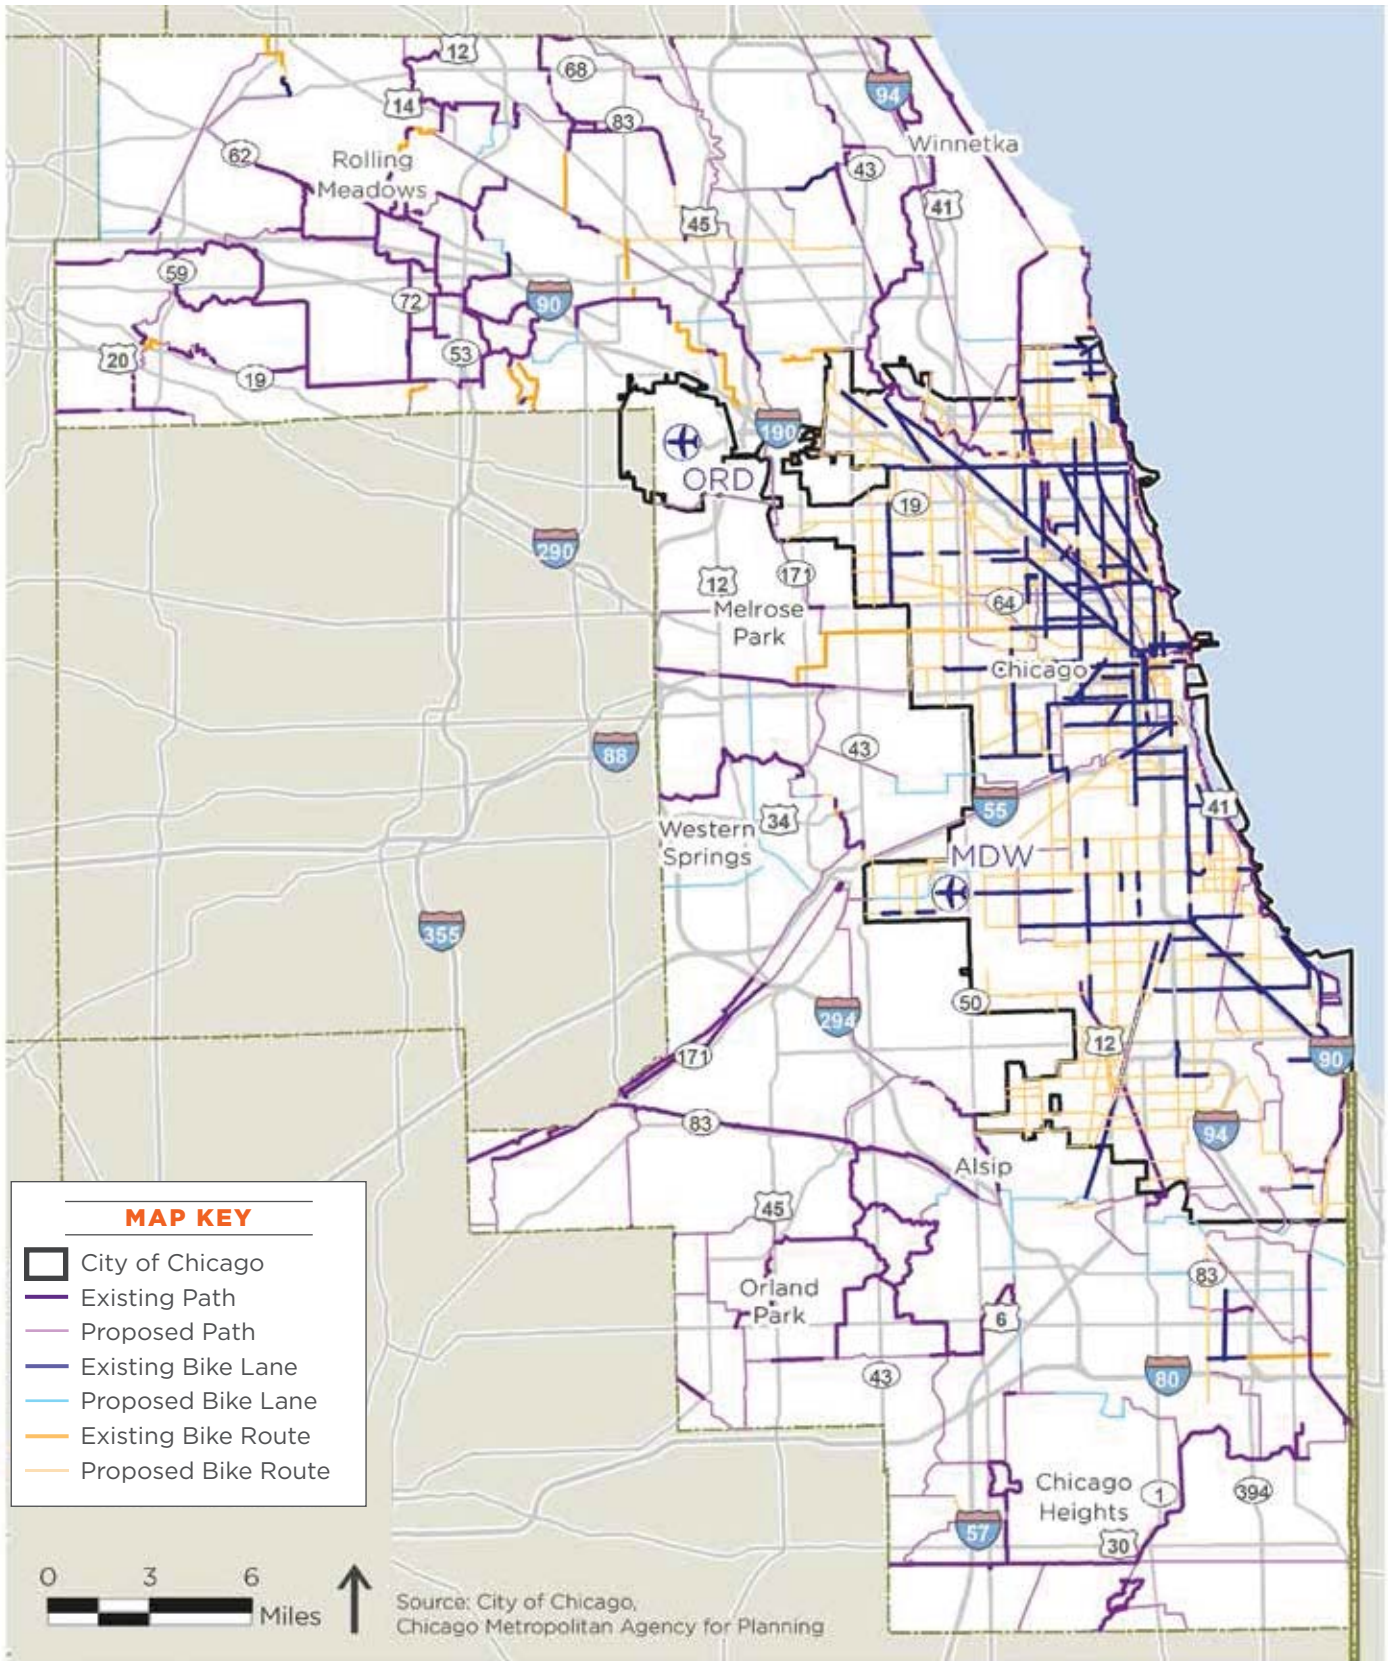 12
68
94
14
83
Winnetka
62
Rolling
Meadows
43
41
45
59
72
90
20
53
19
190
ORD
19
290
12
171
64
Melrose
Park
Chicago
88
43
55
41
34
Western
Springs
MDW
355
294
50
12
171
90
83
94
Alsip
45
83
Orland
Park
6
43
80
Chicago
Heights
1
394
57
30
MAP KEY
City of Chicago
Existing Path
Proposed Path
Existing Bike Lane
Proposed Bike Lane
Existing Bike Route
Proposed Bike Route
0 3 6
Miles
Source: City of Chicago,
Chicago Metropolitan Agency for Planning